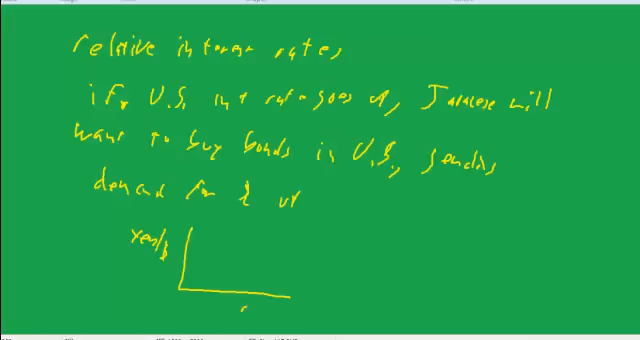 relative interest rates,
if U.S. int rate goes up, Japanese will
want to buy bonds in U.S., sending
demand for $ up
Yen/$